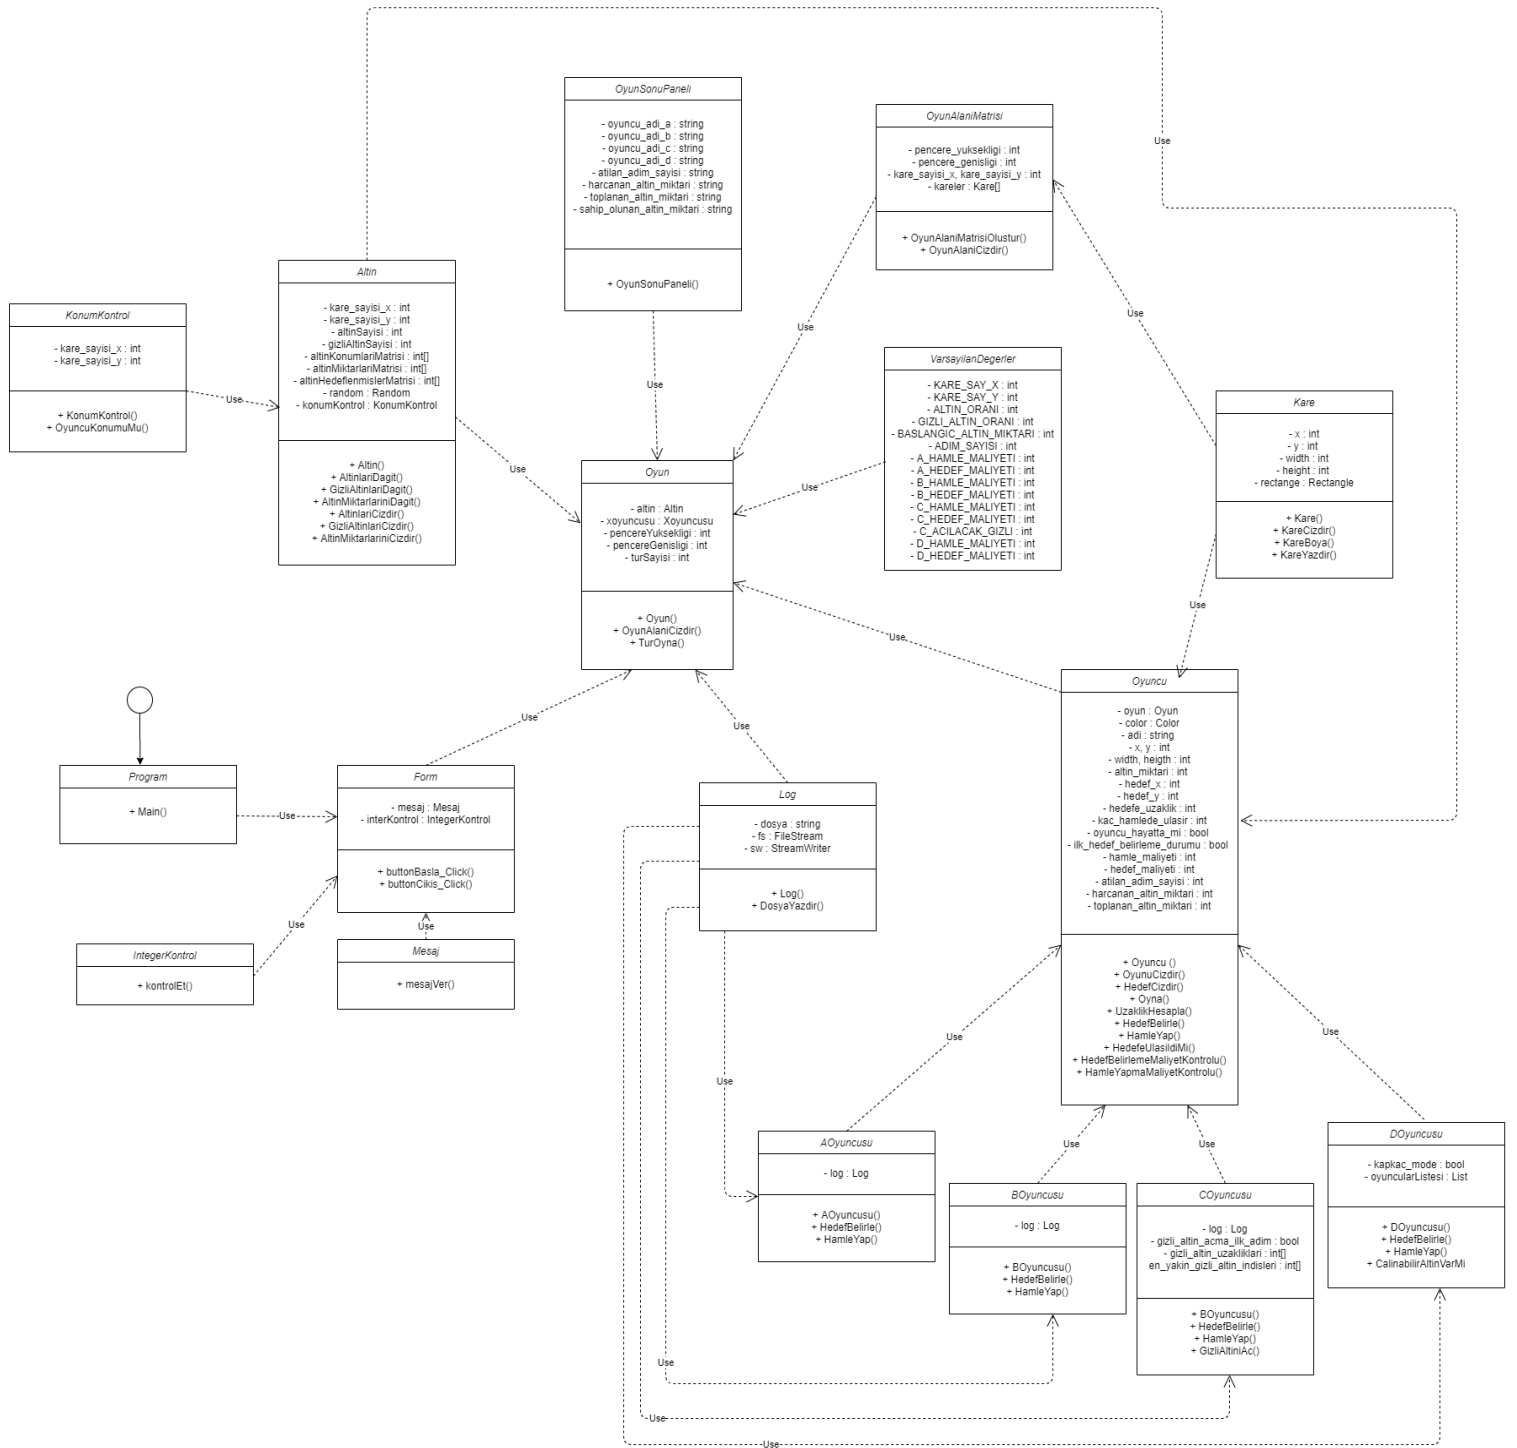 Use
OyunSonuPaneli
- oyuncu_adi_a : string
- oyuncu_adi_b : string
- oyuncu_adi_c : string
- oyuncu_adi_d : string
- atilan_adim_sayisi : string
- harcanan_altin_miktari : string
- toplanan_altin_miktari : string
- sahip_olunan_altin_miktari : string
+ OyunSonuPaneli()
Use
OyunAlaniMatrisi
- pencere_yuksekligi : int
- pencere_genisligi : int
- kare_sayisi_x, kare_sayisi_y : int
- kareler : Kare[]
+ OyunAlaniMatrisiOlustur()
+ OyunAlaniCizdir()
Use
Use
Altin
- kare_sayisi_x : int
- kare_sayisi_y : int
- altinSayisi : int
- gizliAltinSayisi : int
- altinKonumlariMatrisi : int[]
- altinMiktarlariMatrisi : int[]
- altinHedeflenmislerMatrisi : int[]
- random : Random
- konumKontrol : KonumKontrol
+ Altin()
+ AltinlariDagit()
+ GizliAltinlariDagit()
+ AltinMiktarlariniDagit()
+ AltinlariCizdir()
+ GizliAltinlariCizdir()
+ AltinMiktarlariniCizdir()
KonumKontrol
- kare_sayisi_x : int
- kare_sayisi_y : int
+ KonumKontrol()
+ OyuncuKonumuMu()
Use
Use
VarsayilanDegerler
- KARE_SAY_X : int
- KARE_SAY_Y : int
- ALTIN_ORANI : int
- GIZLI_ALTIN_ORANI : int
- BASLANGIC_ALTIN_MIKTARI : int
- ADIM_SAYISI : int
- A_HAMLE_MALIYETI : int
- A_HEDEF_MALIYETI : int
- B_HAMLE_MALIYETI : int
- B_HEDEF_MALIYETI : int
- C_HAMLE_MALIYETI : int
- C_HEDEF_MALIYETI : int
- C_ACILACAK_GIZLI : int
- D_HAMLE_MALIYETI : int
- D_HEDEF_MALIYETI : int
Use
Kare
- x : int
- y : int
- width : int
- height : int
- rectange : Rectangle
+ Kare()
+ KareCizdir()
+ KareBoya()
+ KareYazdir()
Use
Oyun
- altin : Altin
- xoyuncusu : Xoyuncusu
- pencereYuksekligi : int
- pencereGenisligi : int
- turSayisi : int
+ Oyun()
+ OyunAlaniCizdir()
+ TurOyna()
Use
Use
Use
Program
+ Main()
Use
Form
- mesaj : Mesaj
- interKontrol : IntegerKontrol
+ buttonBasla_Click()
+ buttonCikis_Click()
Use
Use
IntegerKontrol
+ kontrolEt()
Mesaj
+ mesajVer()
Log
- dosya : string
- fs : FileStream
- sw : StreamWriter
+ Log()
+ DosyaYazdir()
Oyuncu
- oyun : Oyun
- color : Color
- adi : string
- x, y : int
- width, heigth : int
- altin_miktari : int
- hedef_x : int
- hedef_y : int
- hedefe_uzaklik : int
- kac_hamlede_ulasir : int
- oyuncu_hayatta_mi : bool
- ilk_hedef_belirleme_durumu : bool
- hamle_maliyeti : int
- hedef_maliyeti : int
- atilan_adim_sayisi : int
- harcanan_altin_miktari : int
- toplanan_altin_miktari : int
+ Oyuncu ()
+ OyunuCizdir()
+ HedefCizdir()
+ Oyna()
+ UzaklikHesapla()
+ HedefBelirle()
+ HamleYap()
+ HedefeUlasildiMi()
+ HedefBelirlemeMaliyetKontrolu()
+ HamleYapmaMaliyetKontrolu()
Use
Use
Use
Use
Use
AOyuncusu
- log : Log
+ AOyuncusu()
+ HedefBelirle()
+ HamleYap()
BOyuncusu
- log : Log
+ BOyuncusu()
+ HedefBelirle()
+ HamleYap()
COyuncusu
- log : Log
- gizli_altin_acma_ilk_adim : bool
- gizli_altin_uzakliklari : int[]
en_yakin_gizli_altin_indisleri : int[]
+ BOyuncusu()
+ HedefBelirle()
+ HamleYap()
+ GizliAltiniAc()
DOyuncusu
- kapkac_mode : bool
- oyuncularListesi : List
+ DOyuncusu()
+ HedefBelirle()
+ HamleYap()
+ CalinabilirAltinVarMi
Use
Use
Use